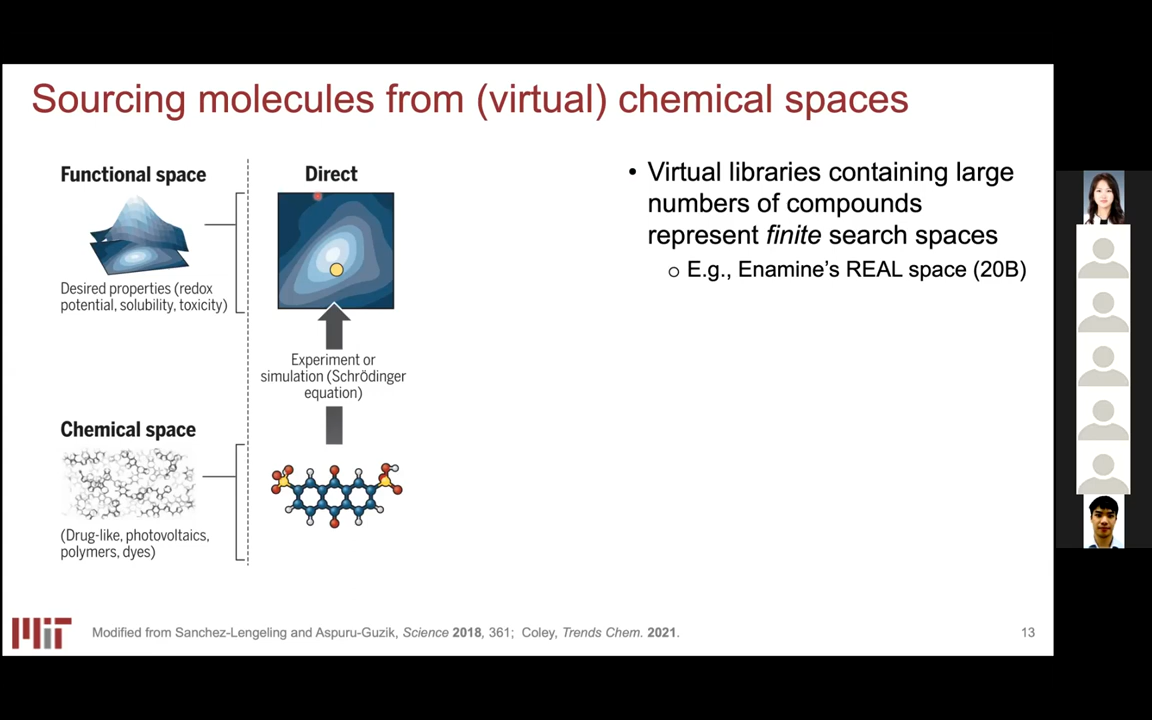 Sourcing molecules from (virtual) chemical spaces
Functional space
Desired properties (redox
potential, solubility, toxicity)
Direct
Experiment or
simulation (Schrödinger
equation)
Chemical space
(Drug-like, photovoltaics,
polymers, dyes)
• Virtual libraries containing large
numbers of compounds
represent finite search spaces
o E.g., Enamine’s REAL space (20B)
MIT
Modified from Sanchez-Lengeling and Aspuru-Guzik, Science 2018, 361; Coley, Trends Chem. 2021.
13